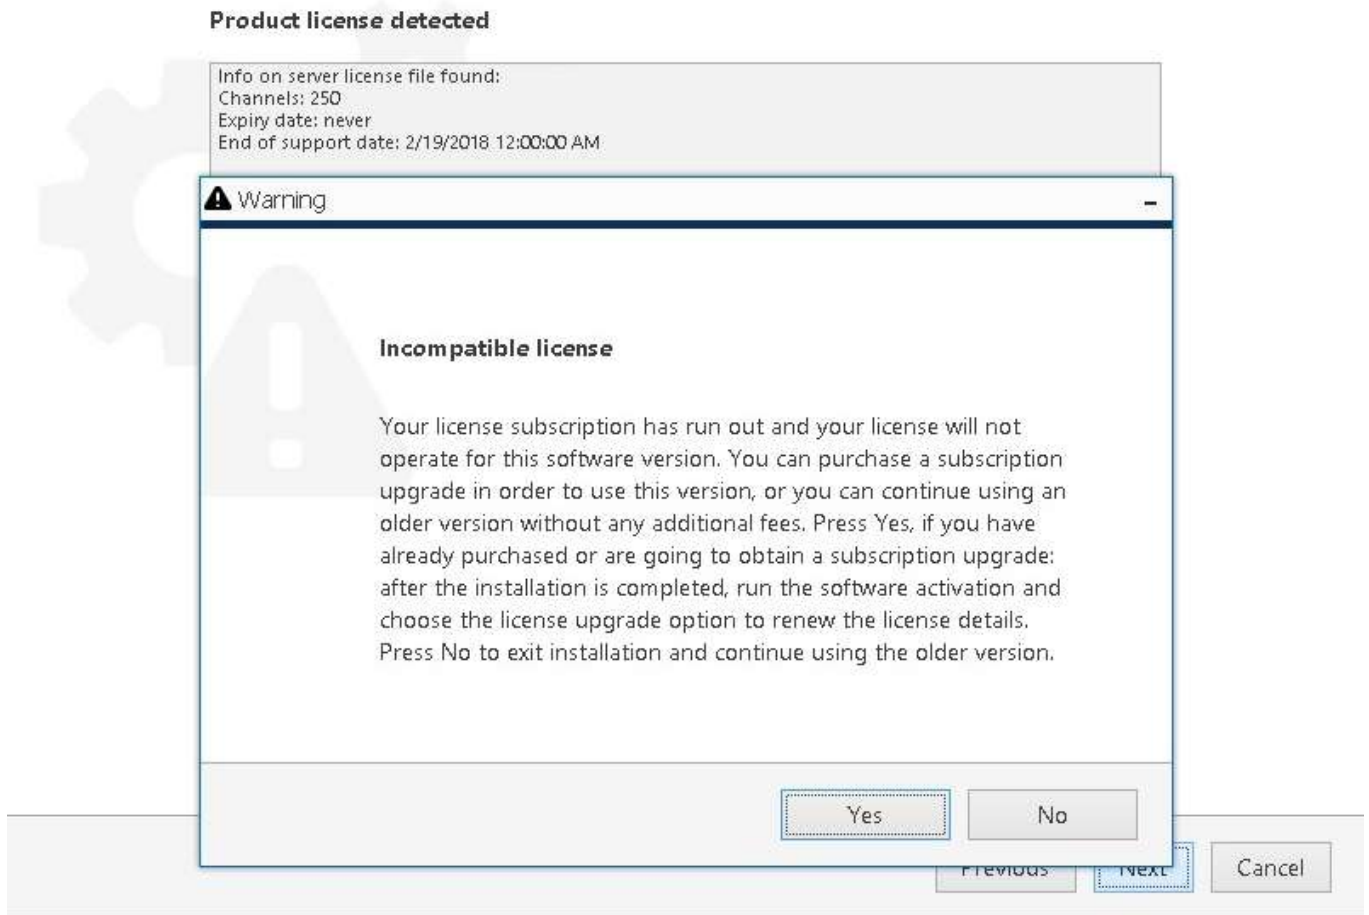 Product license detected
Info on server license file found:
Channels: 250
Expiry date: never
End of support date: 2/19/2018 12:00:00 AM
Warning
Incompatible license
Your license subscription has run out and your license will not
operate for this software version. You can purchase a subscription
upgrade in order to use this version, or you can continue using an
older version without any additional fees. Press Yes, if you have
already purchased or are going to obtain a subscription upgrade:
after the installation is completed, run the software activation and
choose the license upgrade option to renew the license details.
Press No to exit installation and continue using the older version.
Yes No
Previous Next Cancel